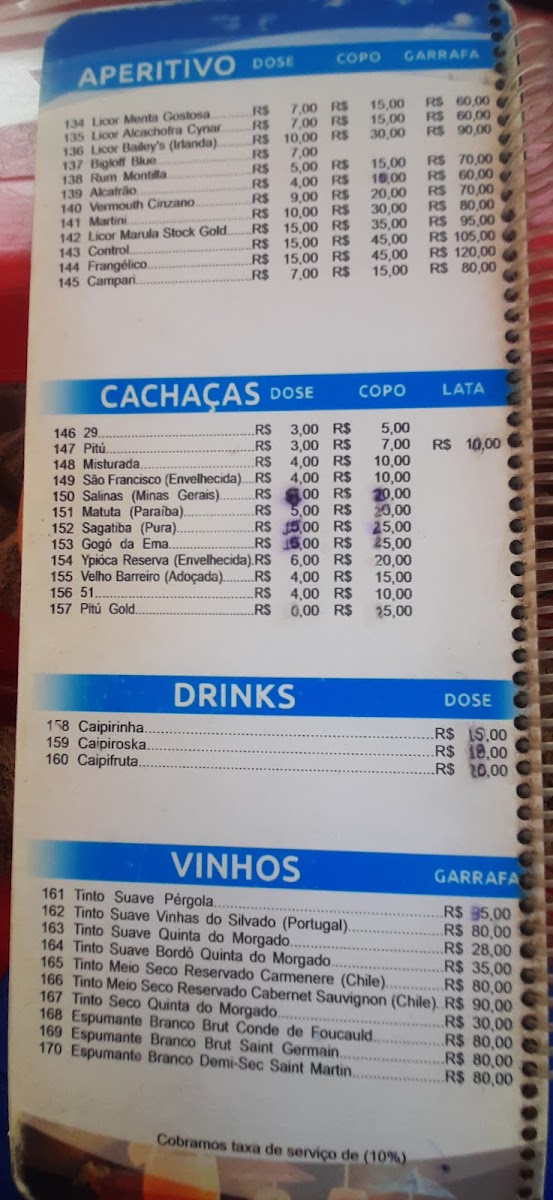 APERITIVO DOSE COPO GARRAFA
134 Licor Menta Gostosa R$ 7,00 R$ 15,00 R$ 60,00
135 Licor Alcachofra Cynar R$ 7,00 R$ 15,00 R$ 60,00
136 Licor Bailey's (Irlanda) R$ 10,00 R$ 30,00 R$ 90,00
137 Bigloff Blue R$ 7,00
138 Rum Montilla R$ 5,00 R$ 15,00 R$ 70,00
139 Alcatrão R$ 4,00 R$ 10,00 R$ 60,00
140 Vermouth Cinzano R$ 9,00 R$ 20,00 R$ 70,00
141 Martini R$ 10,00 R$ 30,00 R$ 80,00
142 Licor Marula Stock Gold R$ 15,00 R$ 35,00 R$ 95,00
143 Control R$ 15,00 R$ 45,00 R$ 105,00
144 Frangélico R$ 15,00 R$ 45,00 R$ 120,00
145 Campari R$ 7,00 R$ 15,00 R$ 80,00
CACHAÇAS DOSE COPO LATA
146 29 R$ 3,00 R$ 5,00
147 Pitú R$ 3,00 R$ 7,00 R$ 10,00
148 Misturada R$ 4,00 R$ 10,00
149 São Francisco (Envelhecida) R$ 4,00 R$ 10,00
150 Salinas (Minas Gerais) R$ R$ 20,00
151 Matuta (Paraíba) R$ 5,00 R$ 20,00
152 Sagatiba (Pura) R$ 15,00 R$ 25,00
153 Gogó da Ema R$ R$ 25,00
154 Ypióca Reserva (Envelhecida) R$ 6,00 R$ 20,00
155 Velho Barreiro (Adoçada) R$ 4,00 R$ 15,00
156 51 R$ 4,00 R$ 10,00
157 Pitú Gold R$ R$ 25,00
DRINKS DOSE
158 Caipirinha R$ 15,00
159 Caipiroska R$ 18,00
160 Caipifruta R$ 20,00
VINHOS GARRAFA
161 Tinto Suave Pérgola R$ 35,00
162 Tinto Suave Vinhas do Silvado (Portugal) R$ 80,00
163 Tinto Suave Quinta do Morgado R$ 28,00
164 Tinto Suave Bordô Quinta do Morgado R$ 35,00
165 Tinto Meio Seco Reservado Carmenere (Chile) R$ 80,00
166 Tinto Meio Seco Reservado Cabernet Sauvignon (Chile) R$ 90,00
167 Tinto Seco Quinta do Morgado R$ 30,00
168 Espumante Branco Brut Conde de Foucauld R$ 80,00
169 Espumante Branco Brut Saint Germain R$ 80,00
170 Espumante Branco Demi-Sec Saint Martin R$ 80,00
Cobramos taxa de serviço de (10%)